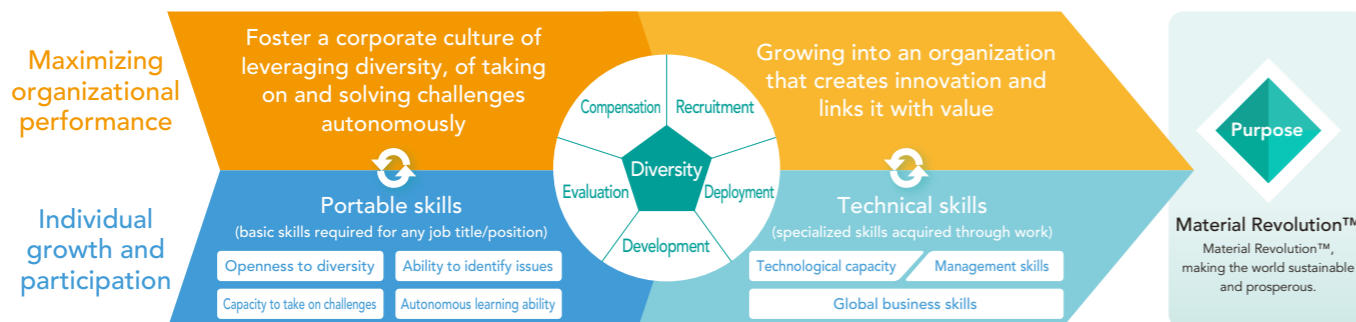 Maximizing
organizational
performance
Foster a corporate culture of
leveraging diversity, of taking
on and solving challenges
autonomously
Growing into an organization
that creates innovation and
links it with value
Compensation
Recruitment
Evaluation
Diversity
Deployment
Development
Individual
growth and
participation
Portable skills
(basic skills required for any job title/position)
Openness to diversity
Ability to identify issues
Capacity to take on challenges
Autonomous learning ability
Technical skills
(specialized skills acquired through work)
Technological capacity
Management skills
Global business skills
Purpose
Material Revolution™
Material Revolution™,
making the world sustainable
and prosperous.